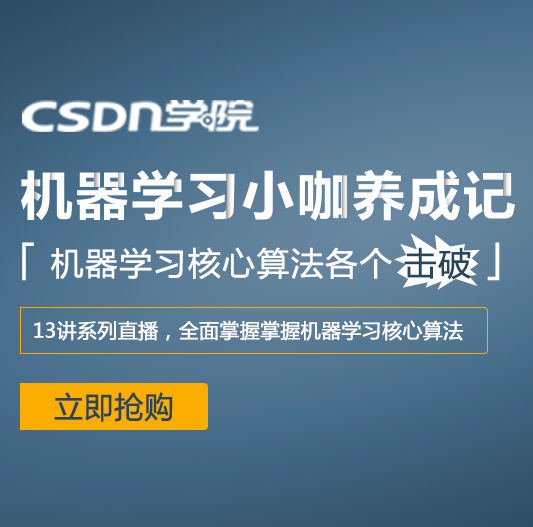 CSDN学院
机器学习小咖养成记
「机器学习核心算法各个击破」
13讲系列直播，全面掌握掌握机器学习核心算法
立即抢购